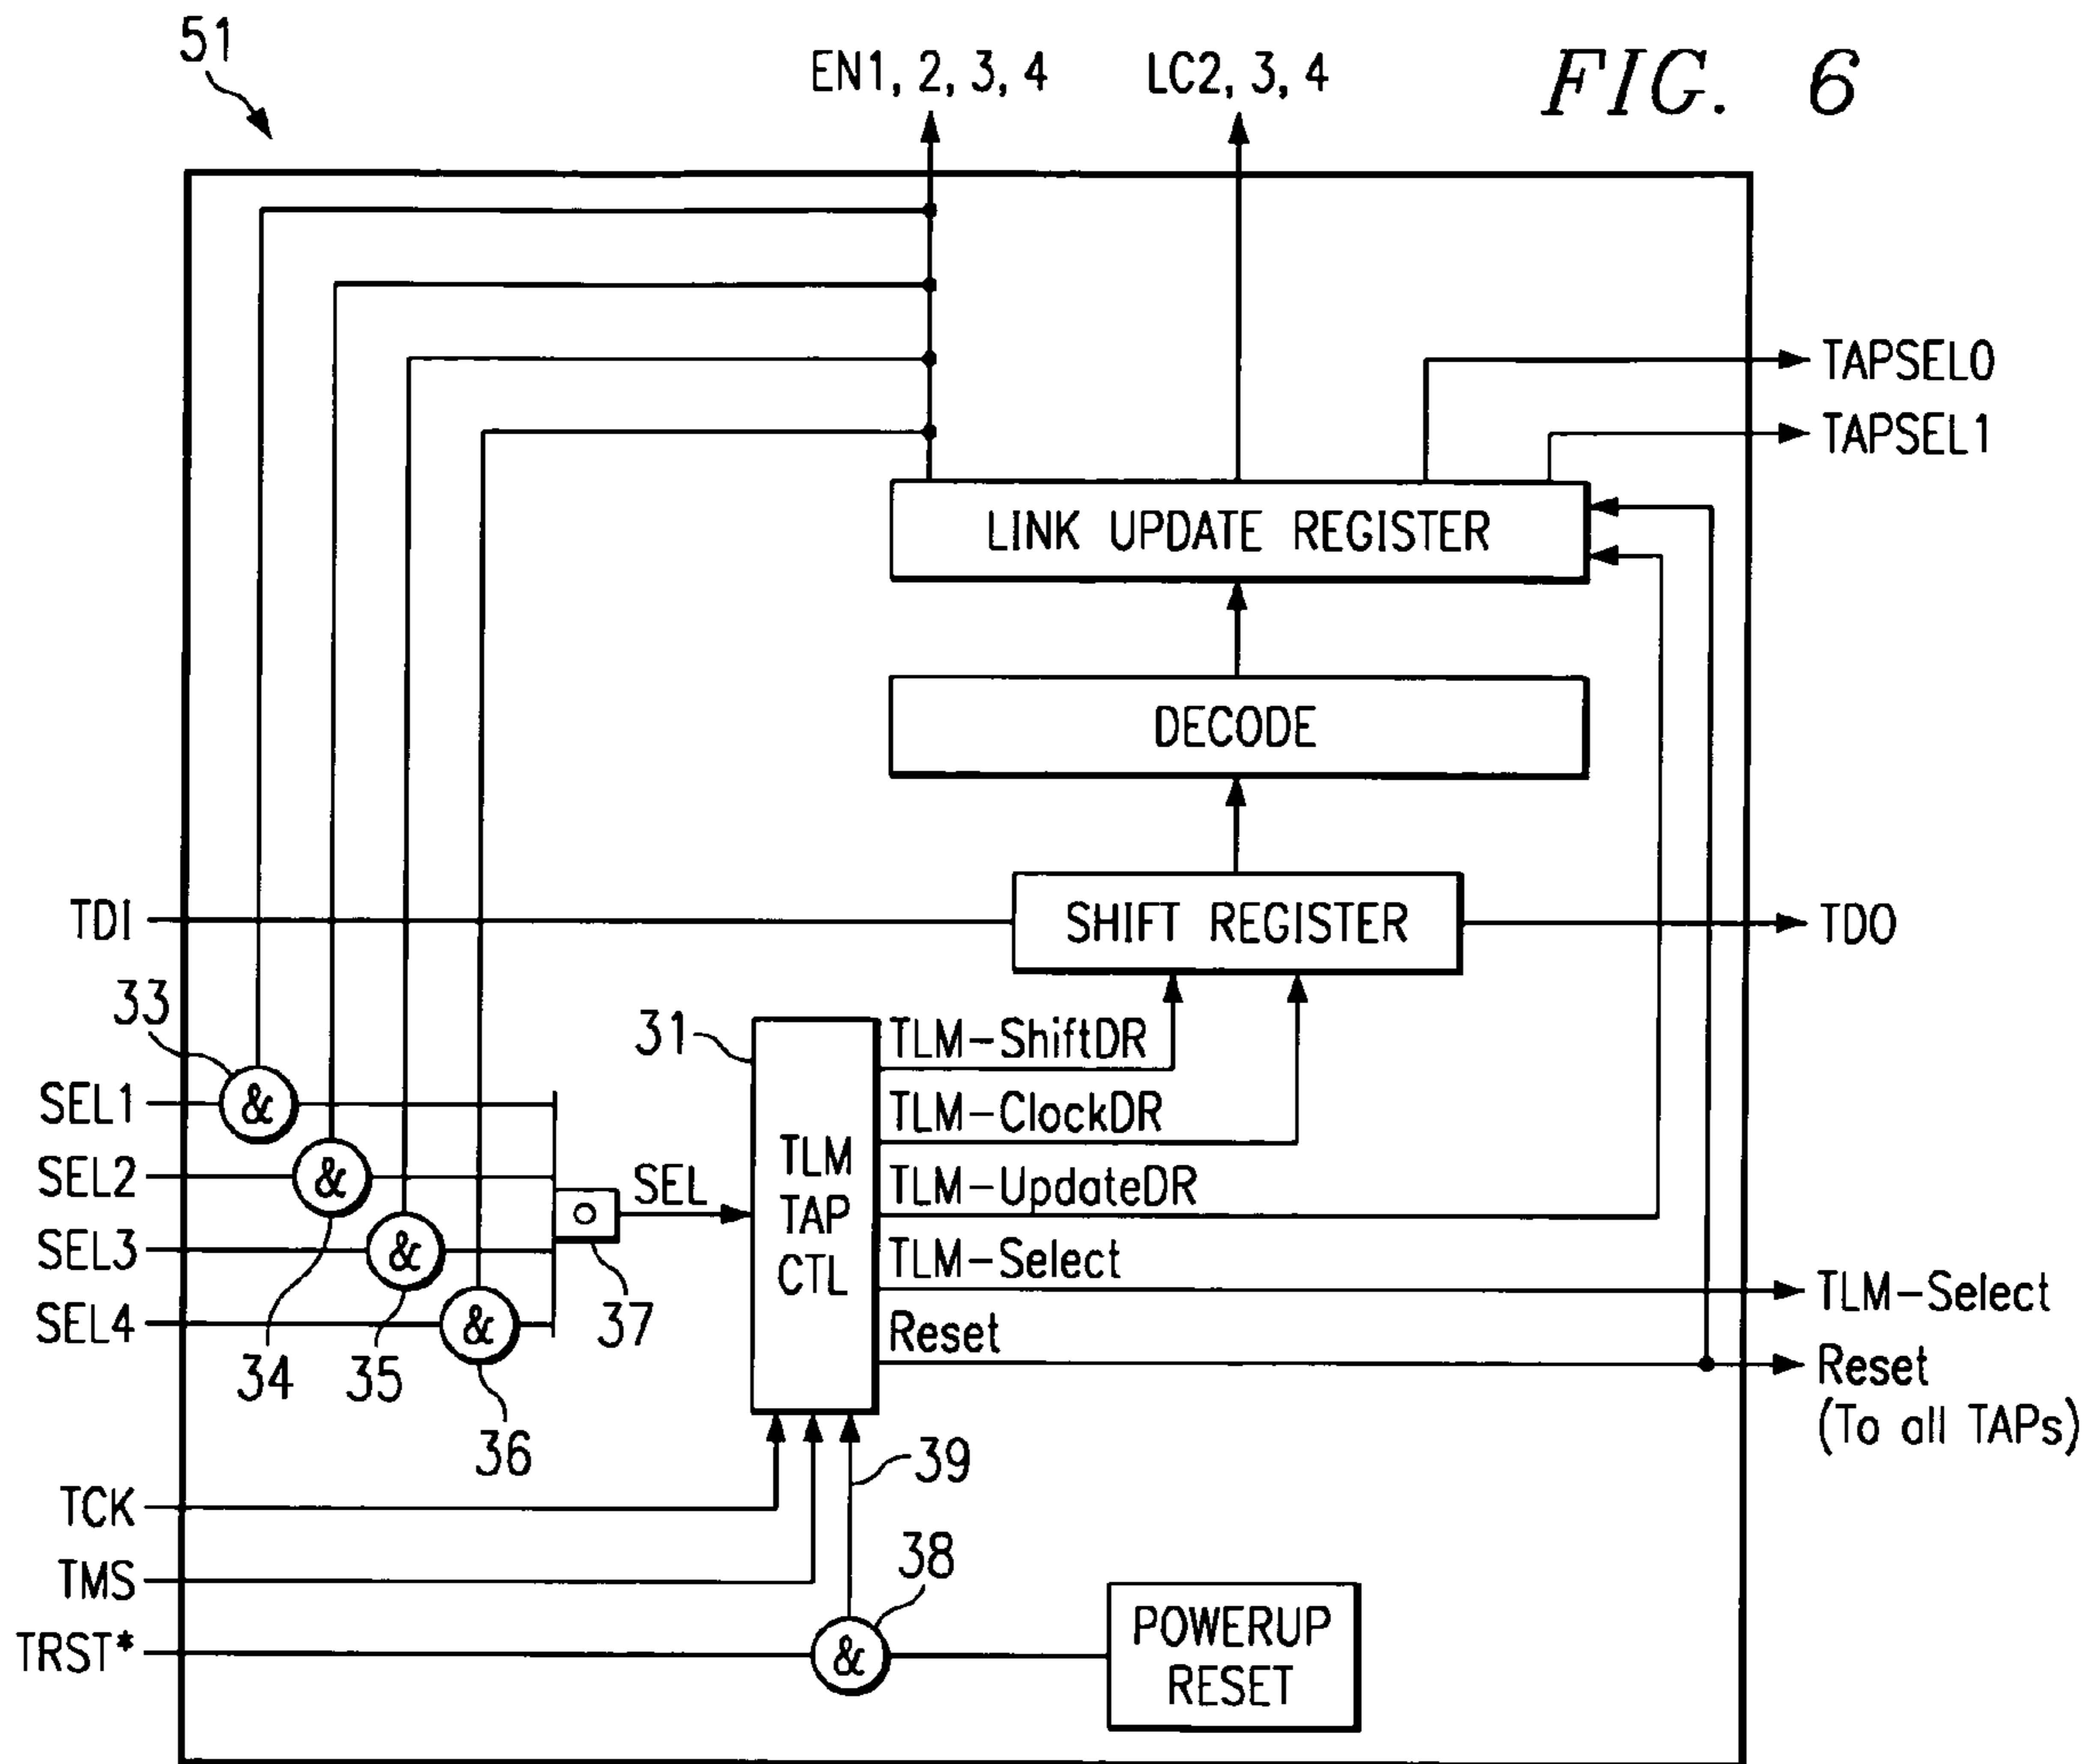 51
EN1, 2, 3, 4
LC2, 3, 4
FIG. 6
TAPSEL0
TAPSEL1
LINK UPDATE REGISTER
DECODE
TDI
SHIFT REGISTER
TDO
33
31
TLM-ShiftDR
SEL1
&
TLM-ClockDR
TLM
TAP
CTL
SEL2
&
SEL
TLM-UpdateDR
SEL3
&
TLM-Select
TLM-Select
SEL4
&
37
Reset
Reset
(To all TAPs)
34
35
36
39
TCK
38
TMS
TRST*
&
POWERUP
RESET